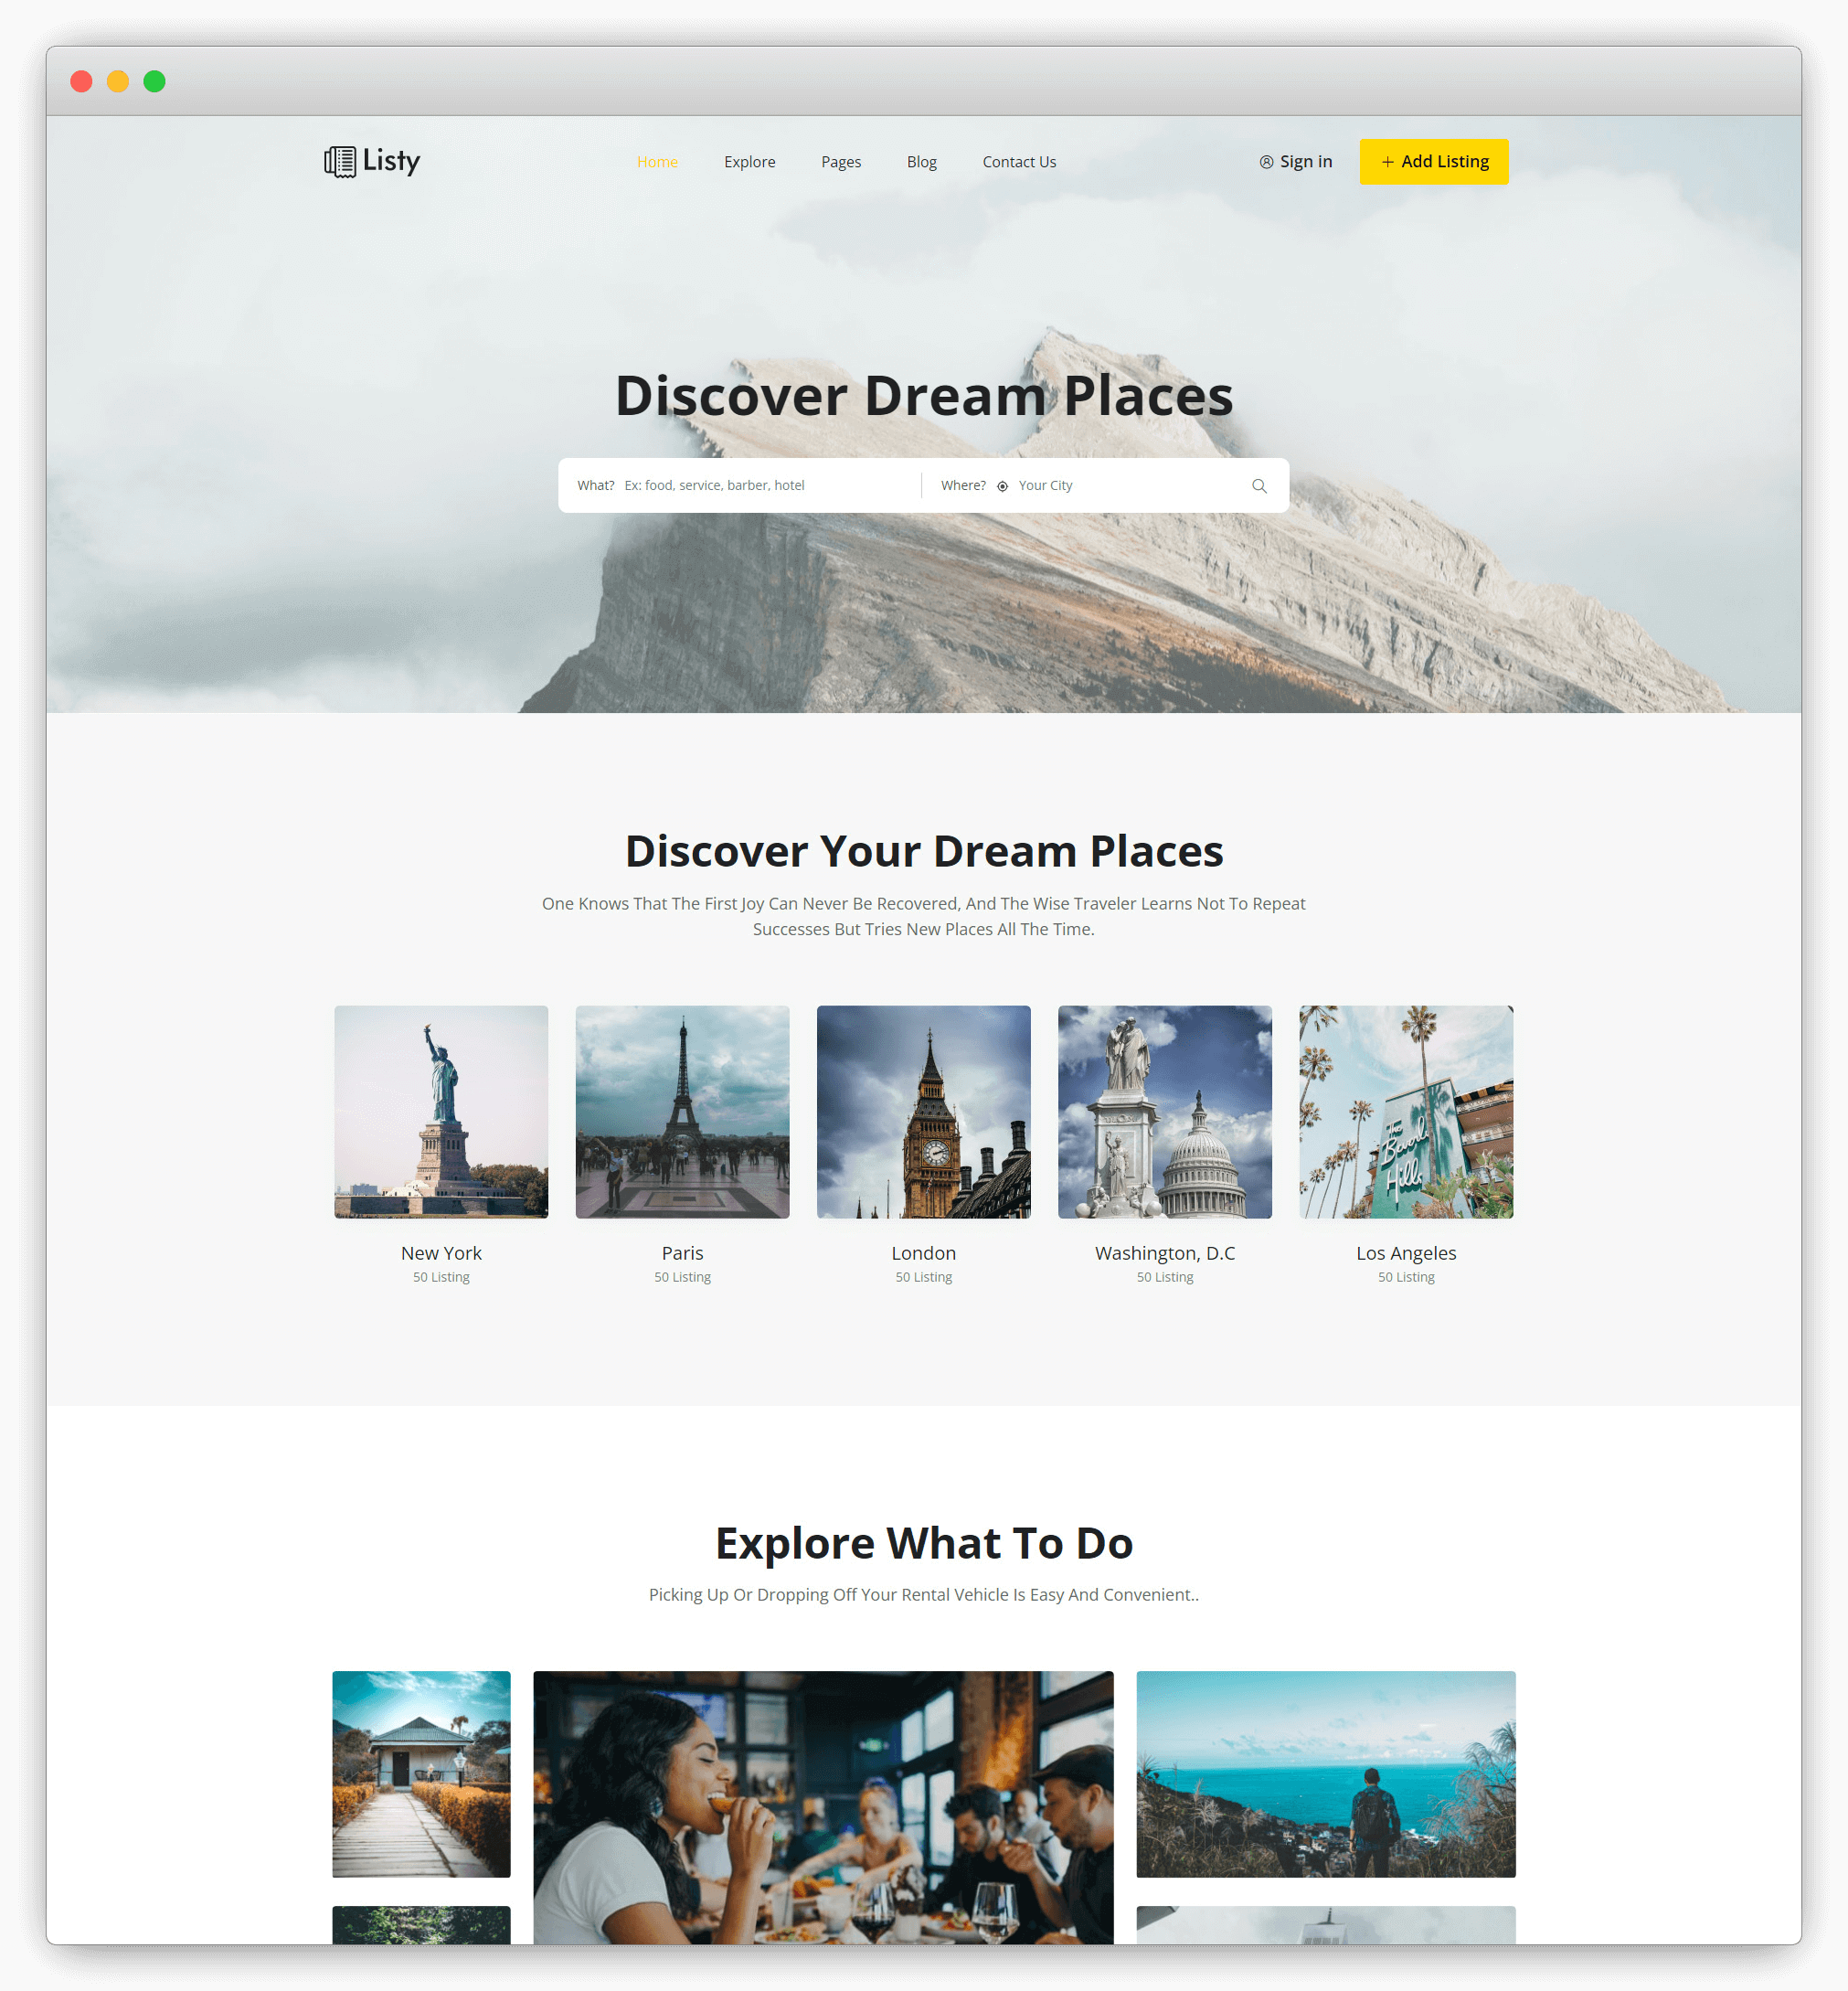 Listy
Home Explore Pages Blog Contact Us
Sign in
+ Add Listing
Discover Dream Places
What? Ex: food, service, barber, hotel
Where? Your City
Discover Your Dream Places
One Knows That The First Joy Can Never Be Recovered, And The Wise Traveler Learns Not To Repeat
Successes But Tries New Places All The Time.
The
Hills
New York
50 Listing
Paris
50 Listing
London
50 Listing
Washington, D.C
50 Listing
Los Angeles
50 Listing
Explore What To Do
Picking Up Or Dropping Off Your Rental Vehicle Is Easy And Convenient..